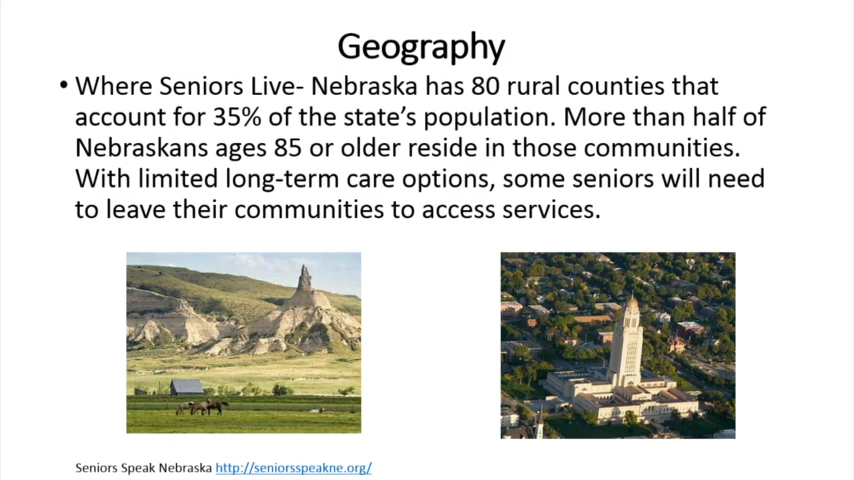 Geography
• Where Seniors Live- Nebraska has 80 rural counties that
account for 35% of the state's population. More than half of
Nebraskans ages 85 or older reside in those communities.
With limited long-term care options, some seniors will need
to leave their communities to access services.
Seniors Speak Nebraska http://seniorsspeakne.org/